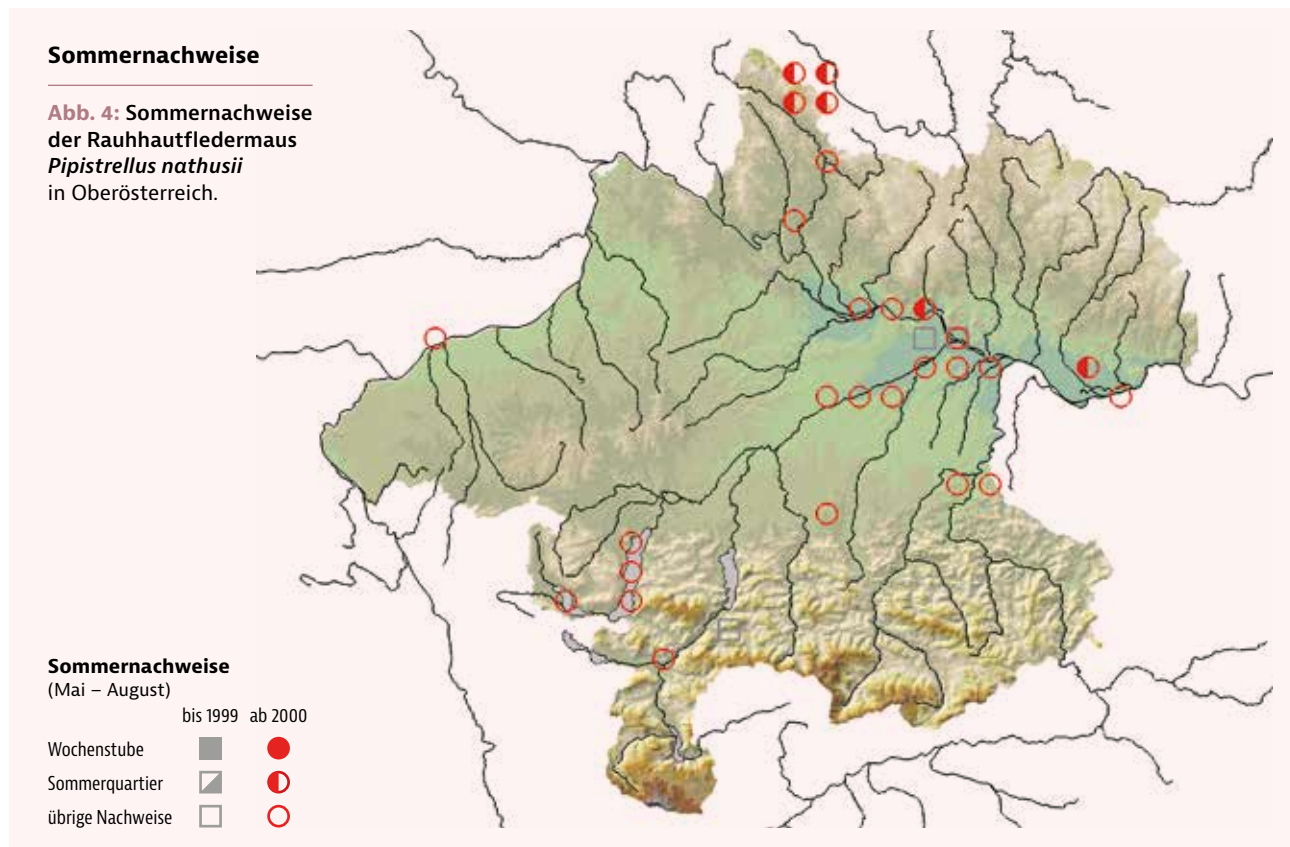 Sommernachweise
Abb. 4: Sommernachweise
der Rauhhautfledermaus
Pipistrellus nathusii
in Oberösterreich.
Sommernachweise
(Mai – August)
bis 1999 ab 2000
Wochenstube
Sommerquartier
übrige Nachweise